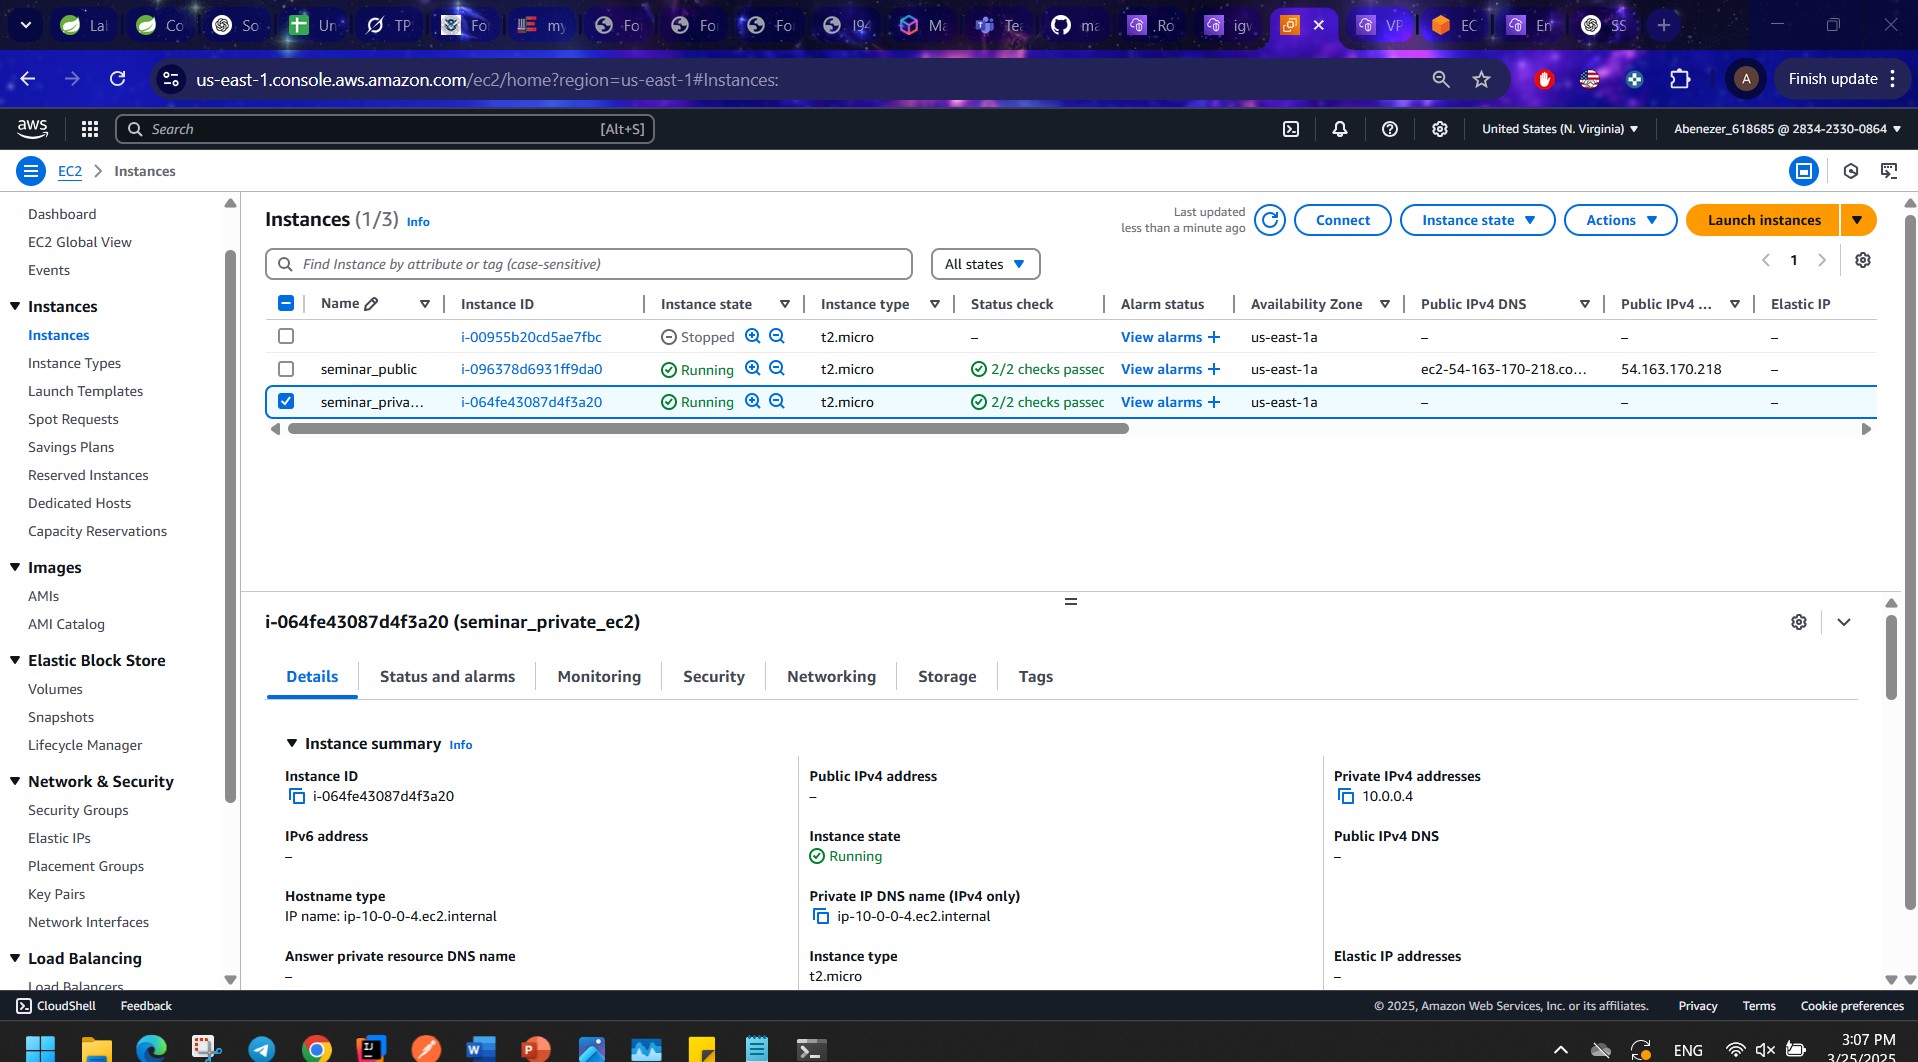 Lal
Co
So
Un
TP
Fo
my
Fo
Fo
Fo
I94
Ma
Tea
ma
.Ro
igv
VP
EC
En
SS
us-east-1.console.aws.amazon.com/ec2/home?region=us-east-1#Instances:
A
Finish update
aws
Search
[Alt+S]
United States (N. Virginia)
Abenezer_618685 @ 2834-2330-0864
EC2
Instances
Dashboard
EC2 Global View
Events
Instances
Instances
Instance Types
Launch Templates
Spot Requests
Savings Plans
Reserved Instances
Dedicated Hosts
Capacity Reservations
Images
AMIs
AMI Catalog
Elastic Block Store
Volumes
Snapshots
Lifecycle Manager
Network & Security
Security Groups
Elastic IPs
Placement Groups
Key Pairs
Network Interfaces
Load Balancing
Load Balancers
Instances (1/3) Info
Last updated
less than a minute ago
Connect
Instance state
Actions
Launch instances
Find Instance by attribute or tag (case-sensitive)
All states
1
Name Instance ID Instance state Instance type Status check Alarm status Availability Zone Public IPv4 DNS Public IPv4 ... Elastic IP
i-00955b20cd5ae7fbc Stopped t2.micro – View alarms + us-east-1a – – –
seminar_public i-096378d6931ff9da0 Running t2.micro 2/2 checks passec View alarms + us-east-1a ec2-54-163-170-218.co... 54.163.170.218 –
seminar_priva... i-064fe43087d4f3a20 Running t2.micro 2/2 checks passec View alarms + us-east-1a – – –
i-064fe43087d4f3a20 (seminar_private_ec2)
Details
Status and alarms
Monitoring
Security
Networking
Storage
Tags
Instance summary Info
Instance ID
i-064fe43087d4f3a20
Public IPv4 address
–
Private IPv4 addresses
10.0.0.4
IPv6 address
–
Instance state
Running
Public IPv4 DNS
–
Hostname type
IP name: ip-10-0-0-4.ec2.internal
Private IP DNS name (IPv4 only)
ip-10-0-0-4.ec2.internal
Answer private resource DNS name
–
Instance type
t2.micro
Elastic IP addresses
–
CloudShell
Feedback
© 2025, Amazon Web Services, Inc. or its affiliates.
Privacy
Terms
Cookie preferences
ENG
3:07 PM
3/25/2025